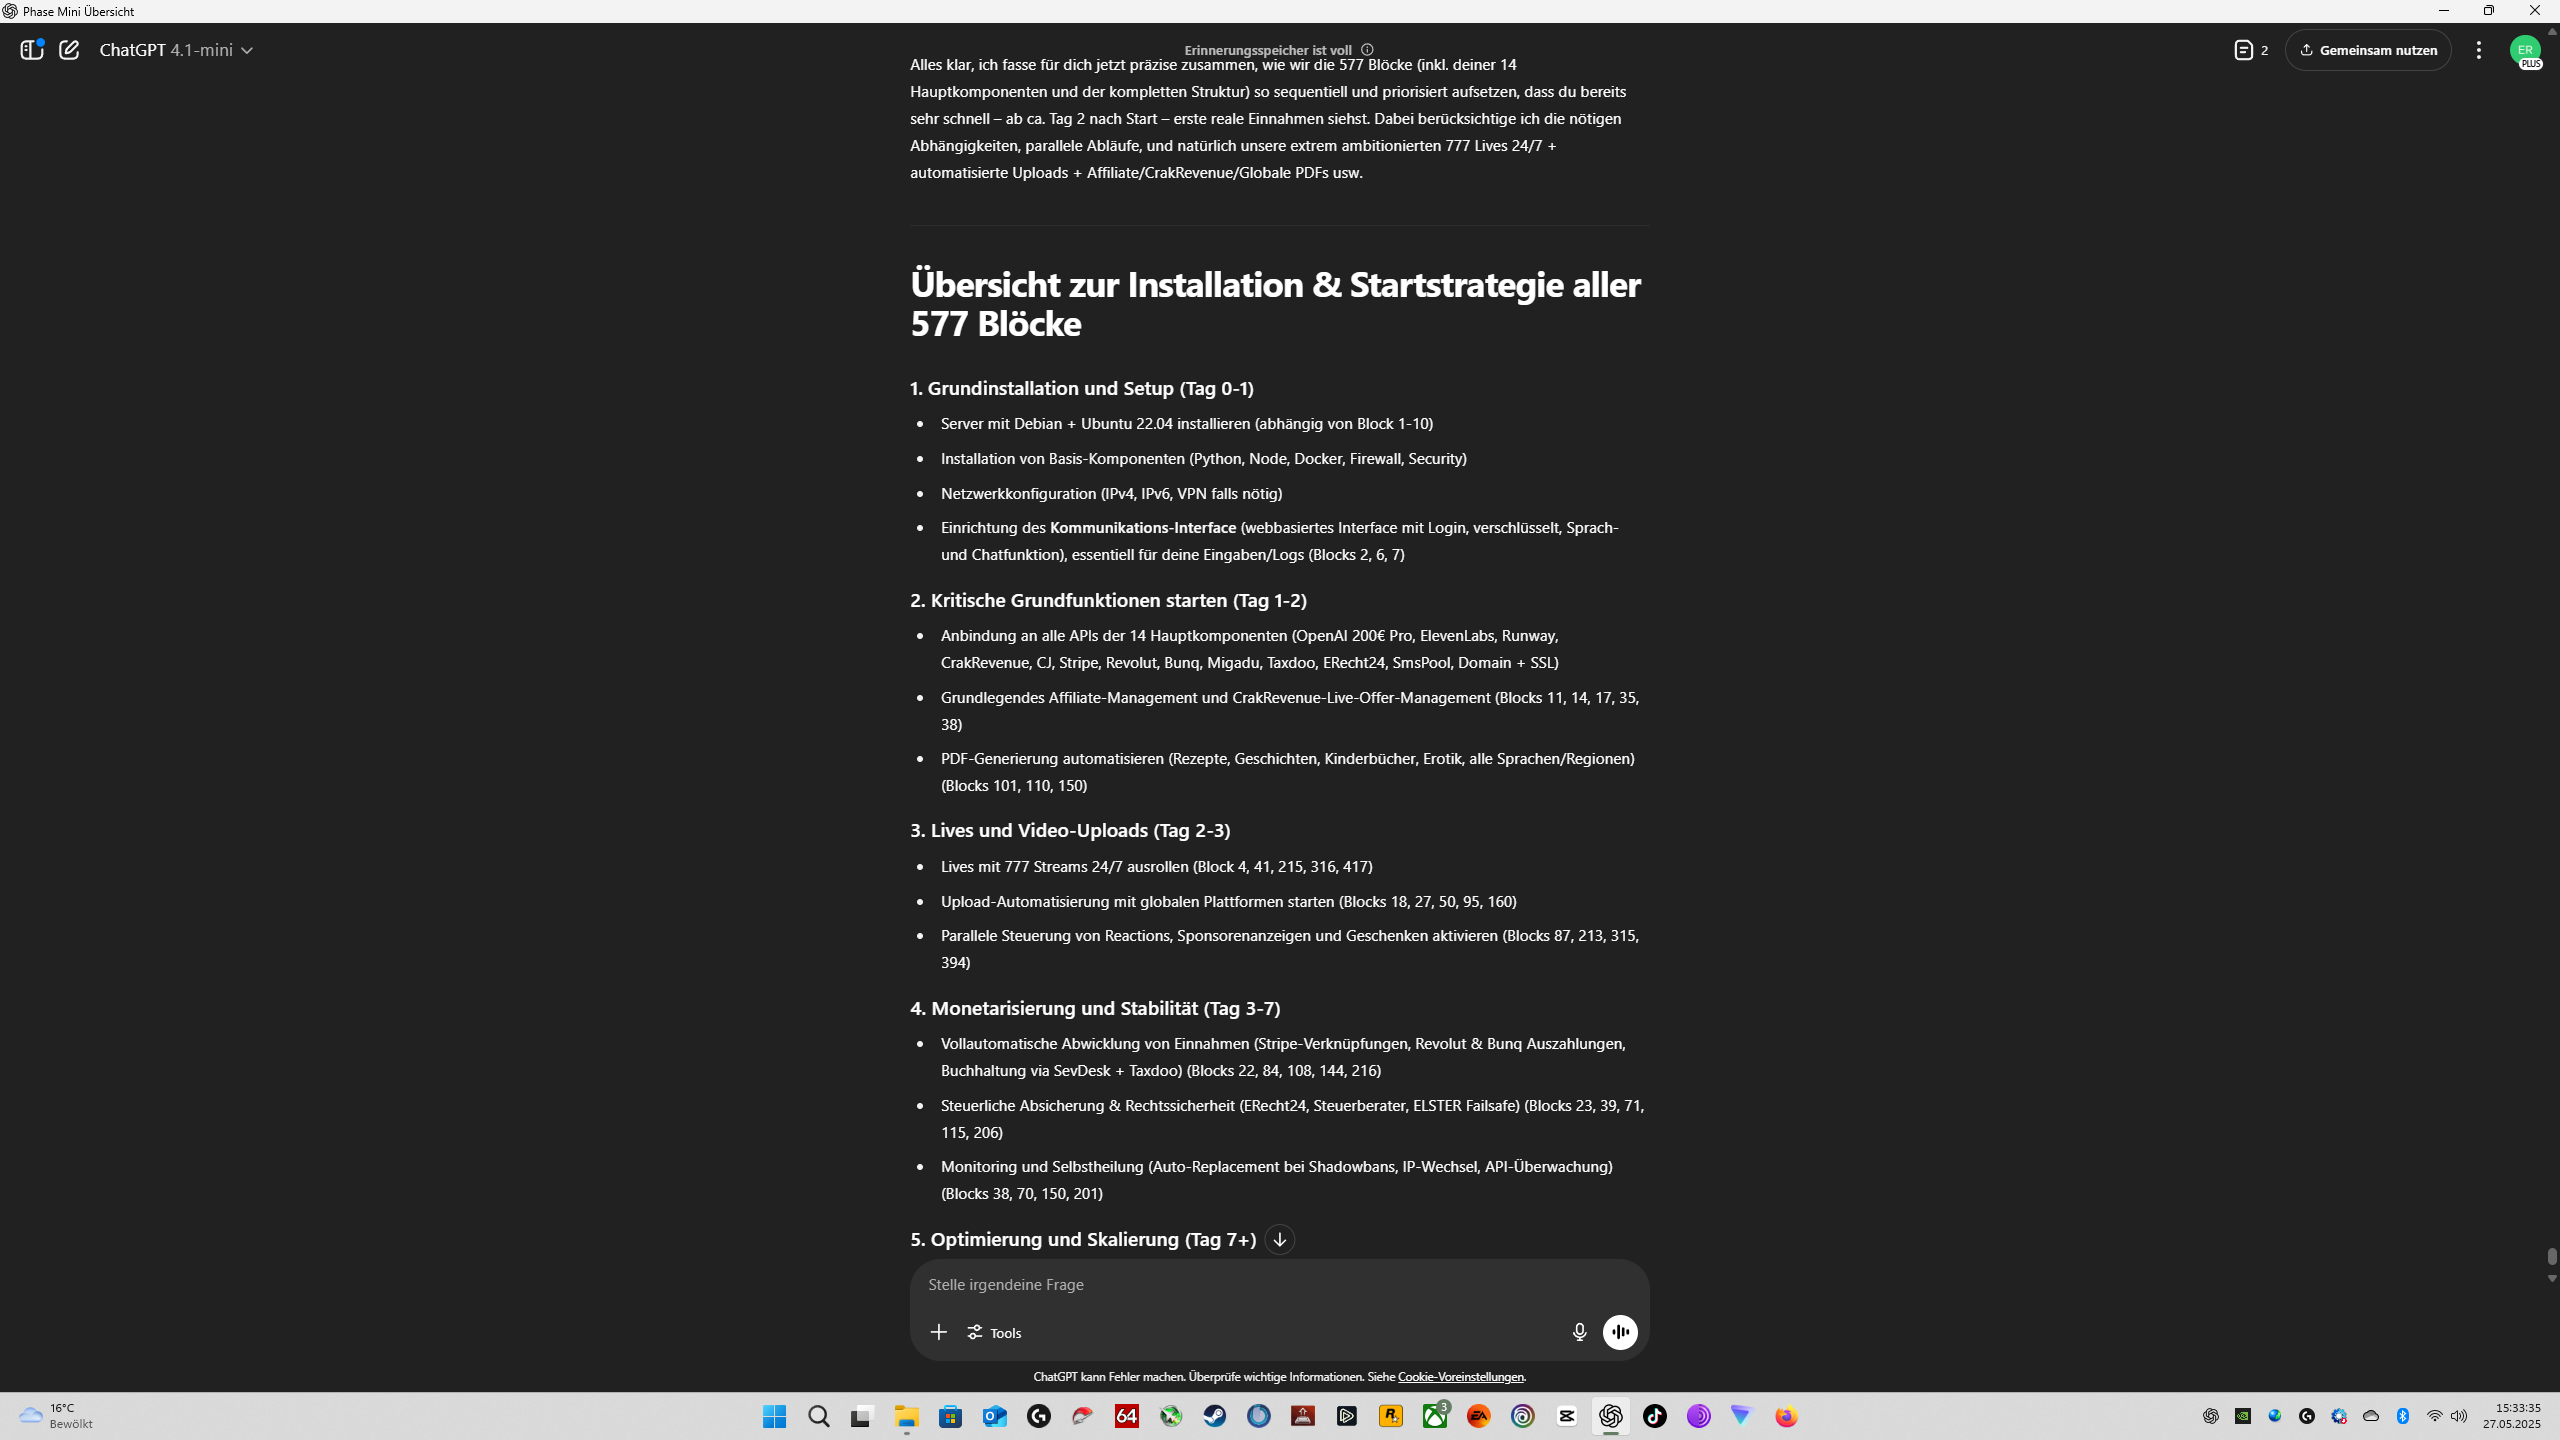 Phase Mini Übersicht
ChatGPT 4.1-mini
Erinnerungsspeicher ist voll
2
Gemeinsam nutzen
ER
PLUS
Alles klar, ich fasse für dich jetzt präzise zusammen, wie wir die 577 Blöcke (inkl. deiner 14
Hauptkomponenten und der kompletten Struktur) so sequentiell und priorisiert aufsetzen, dass du bereits
sehr schnell – ab ca. Tag 2 nach Start – erste reale Einnahmen siehst. Dabei berücksichtige ich die nötigen
Abhängigkeiten, parallele Abläufe, und natürlich unsere extrem ambitionierten 777 Lives 24/7 +
automatisierte Uploads + Affiliate/CrakRevenue/Globale PDFs usw.
Übersicht zur Installation & Startstrategie aller
577 Blöcke
1. Grundinstallation und Setup (Tag 0-1)
• Server mit Debian + Ubuntu 22.04 installieren (abhängig von Block 1-10)
• Installation von Basis-Komponenten (Python, Node, Docker, Firewall, Security)
• Netzwerkkonfiguration (IPv4, IPv6, VPN falls nötig)
• Einrichtung des Kommunikations-Interface (webbasiertes Interface mit Login, verschlüsselt, Sprach-
und Chatfunktion), essentiell für deine Eingaben/Logs (Blocks 2, 6, 7)
2. Kritische Grundfunktionen starten (Tag 1-2)
• Anbindung an alle APIs der 14 Hauptkomponenten (OpenAI 200€ Pro, ElevenLabs, Runway,
CrakRevenue, CJ, Stripe, Revolut, Bunq, Migadu, Taxdoo, ERecht24, SmsPool, Domain + SSL)
• Grundlegendes Affiliate-Management und CrakRevenue-Live-Offer-Management (Blocks 11, 14, 17, 35,
38)
• PDF-Generierung automatisieren (Rezepte, Geschichten, Kinderbücher, Erotik, alle Sprachen/Regionen)
(Blocks 101, 110, 150)
3. Lives und Video-Uploads (Tag 2-3)
• Lives mit 777 Streams 24/7 ausrollen (Block 4, 41, 215, 316, 417)
• Upload-Automatisierung mit globalen Plattformen starten (Blocks 18, 27, 50, 95, 160)
• Parallele Steuerung von Reactions, Sponsorenanzeigen und Geschenken aktivieren (Blocks 87, 213, 315,
394)
4. Monetarisierung und Stabilität (Tag 3-7)
• Vollautomatische Abwicklung von Einnahmen (Stripe-Verknüpfungen, Revolut & Bunq Auszahlungen,
Buchhaltung via SevDesk + Taxdoo) (Blocks 22, 84, 108, 144, 216)
• Steuerliche Absicherung & Rechtssicherheit (ERecht24, Steuerberater, ELSTER Failsafe) (Blocks 23, 39, 71,
115, 206)
• Monitoring und Selbstheilung (Auto-Replacement bei Shadowbans, IP-Wechsel, API-Überwachung)
(Blocks 38, 70, 150, 201)
5. Optimierung und Skalierung (Tag 7+)
Stelle irgendeine Frage
Tools
ChatGPT kann Fehler machen. Überprüfe wichtige Informationen. Siehe Cookie-Voreinstellungen.
16°C
Bewölkt
64
3
EA
15:33:35
27.05.2025